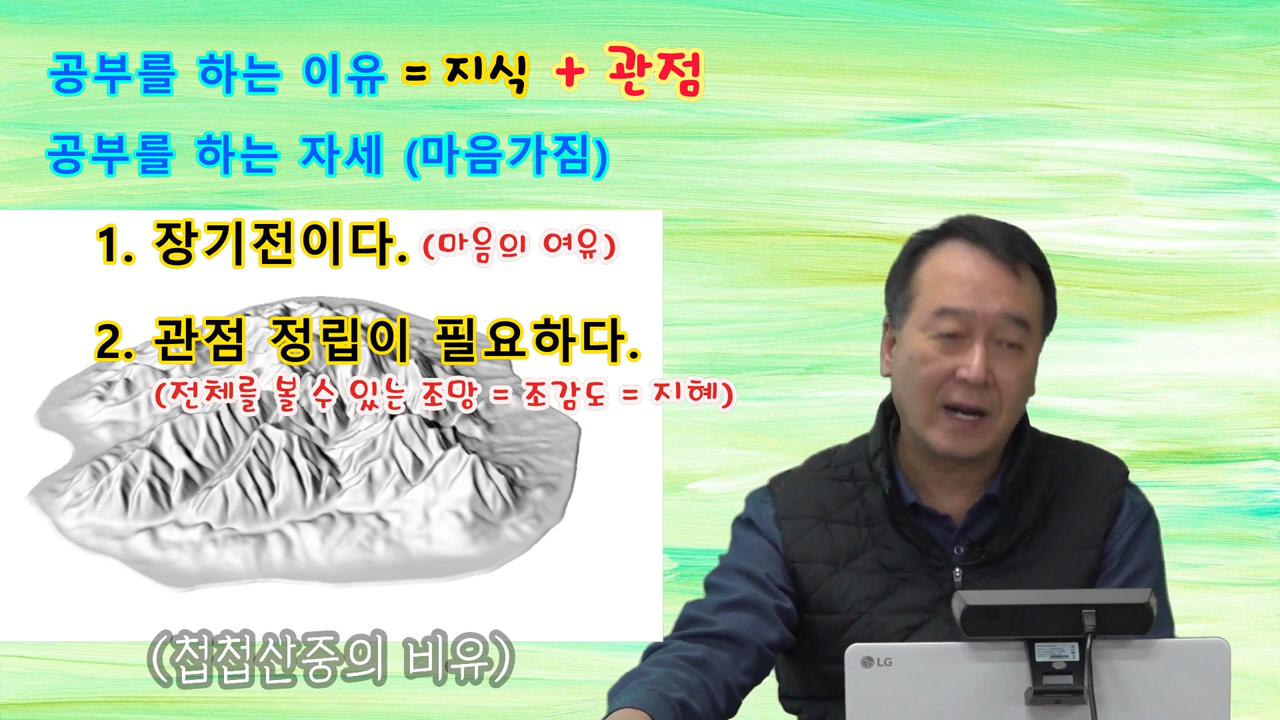 공부를 하는 이유 = 지식 + 관점
공부를 하는 자세 (마음가짐)
1. 장기전이다. (마음의 여유)
2. 관점 정립이 필요하다.
(전체를 볼 수 있는 조망 = 조감도 = 지혜)
(첩첩산중의 비유)
LG